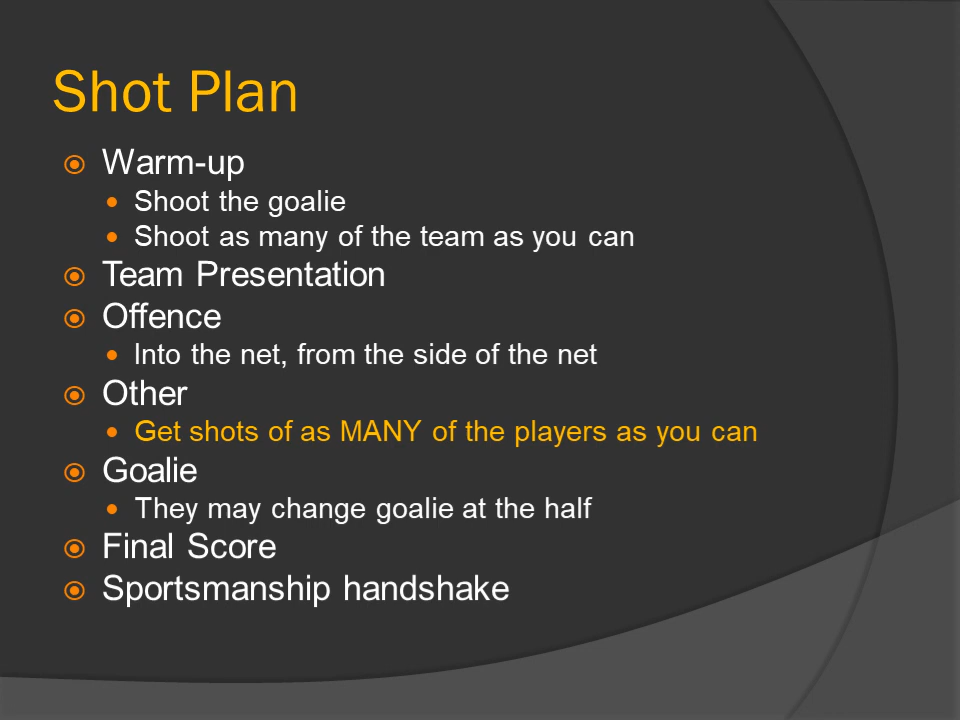 Shot Plan
Warm-up
Shoot the goalie
Shoot as many of the team as you can
Team Presentation
Offence
Into the net, from the side of the net
Other
Get shots of as MANY of the players as you can
Goalie
They may change goalie at the half
Final Score
Sportsmanship handshake